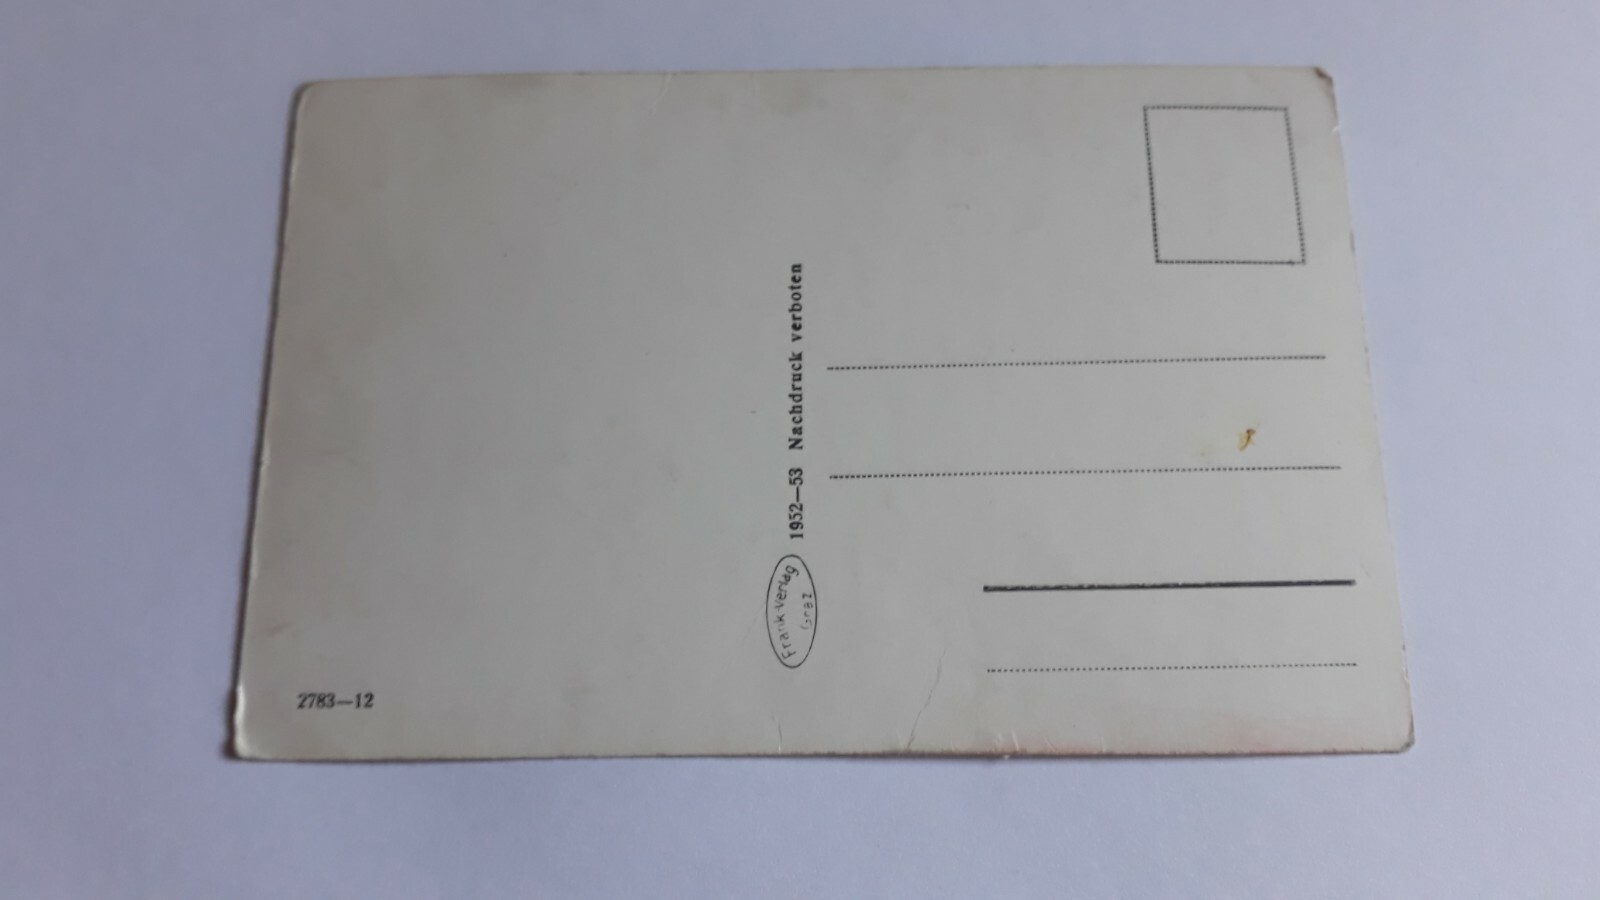 1952—53 Nachdruck verboten
Frank-Verlag
Graz
2783—12